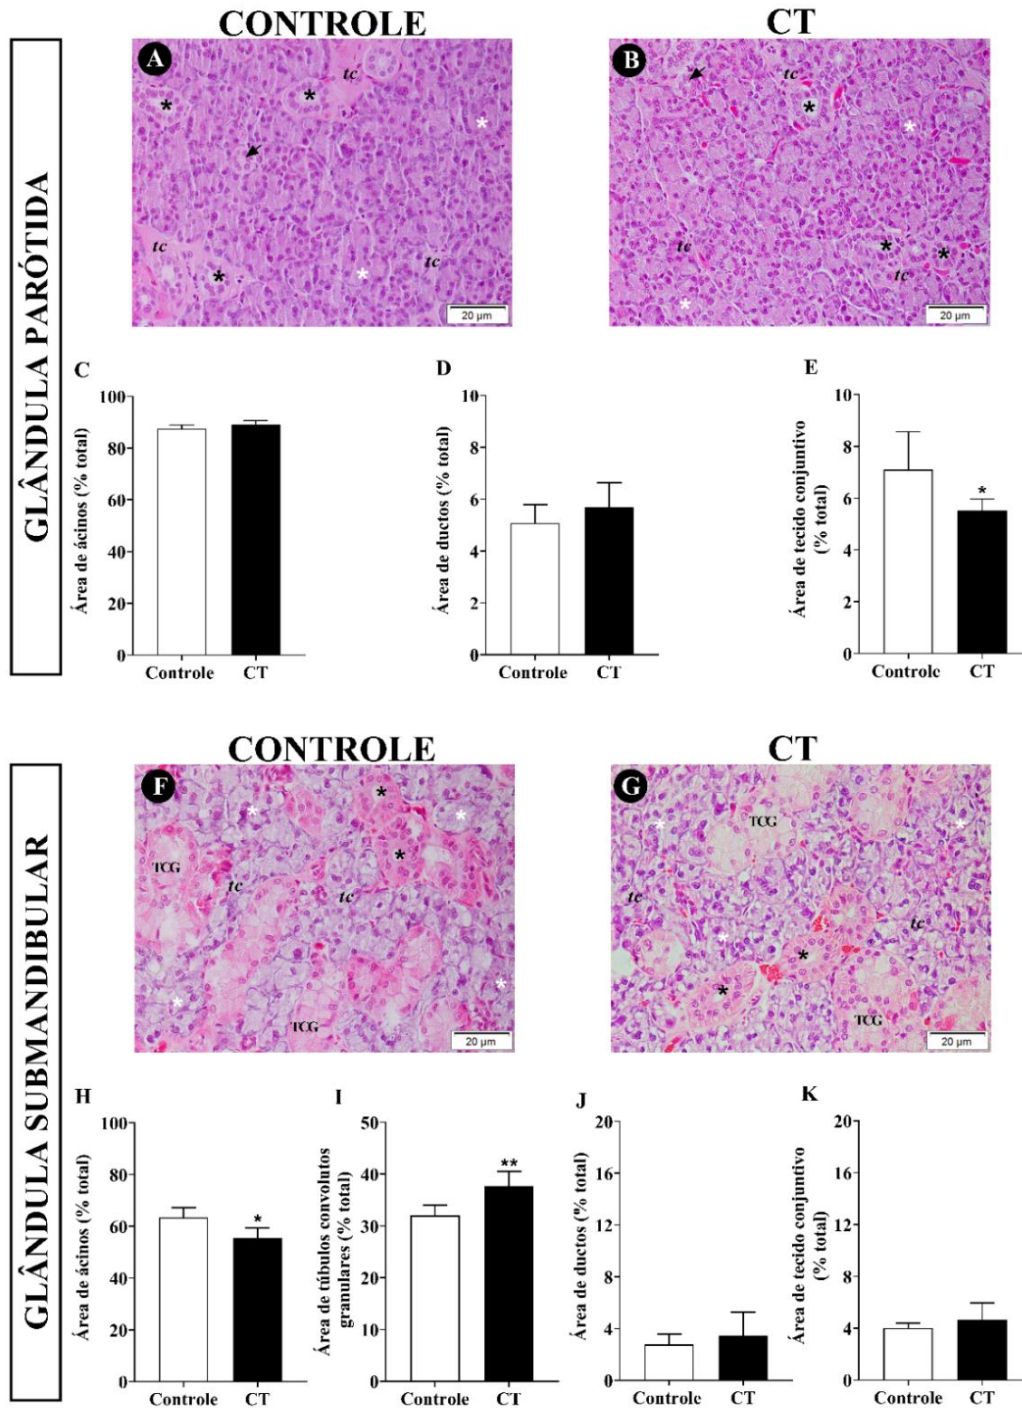 CONTROLE
CT
GLÂNDULA PARÓTIDA
A
tc
*
*
*
tc
*
tc
*
20 µm
B
tc
*
*
tc
*
*
tc
*
20 µm
C
Área de ácinos (% total)
100
80
60
40
20
0
Controle
CT
D
Área de ductos (% total)
10
8
6
4
2
0
Controle
CT
E
Área de tecido conjuntivo
(% total)
10
8
6
4
2
0
*
Controle
CT
CONTROLE
CT
GLÂNDULA SUBMANDIBULAR
F
*
*
*
TCG
*
tc
tc
*
*
TCG
20 µm
G
TCG
*
*
tc
*
tc
*
*
TCG
20 µm
H
Área de ácinos (% total)
100
80
60
40
20
0
*
Controle
CT
I
Área de túbulos convolutos
granulares (% total)
50
40
30
20
10
0
**
Controle
CT
J
Área de ductos (% total)
20
16
12
8
4
0
Controle
CT
K
Área de tecido conjuntivo
(% total)
20
16
12
8
4
0
Controle
CT